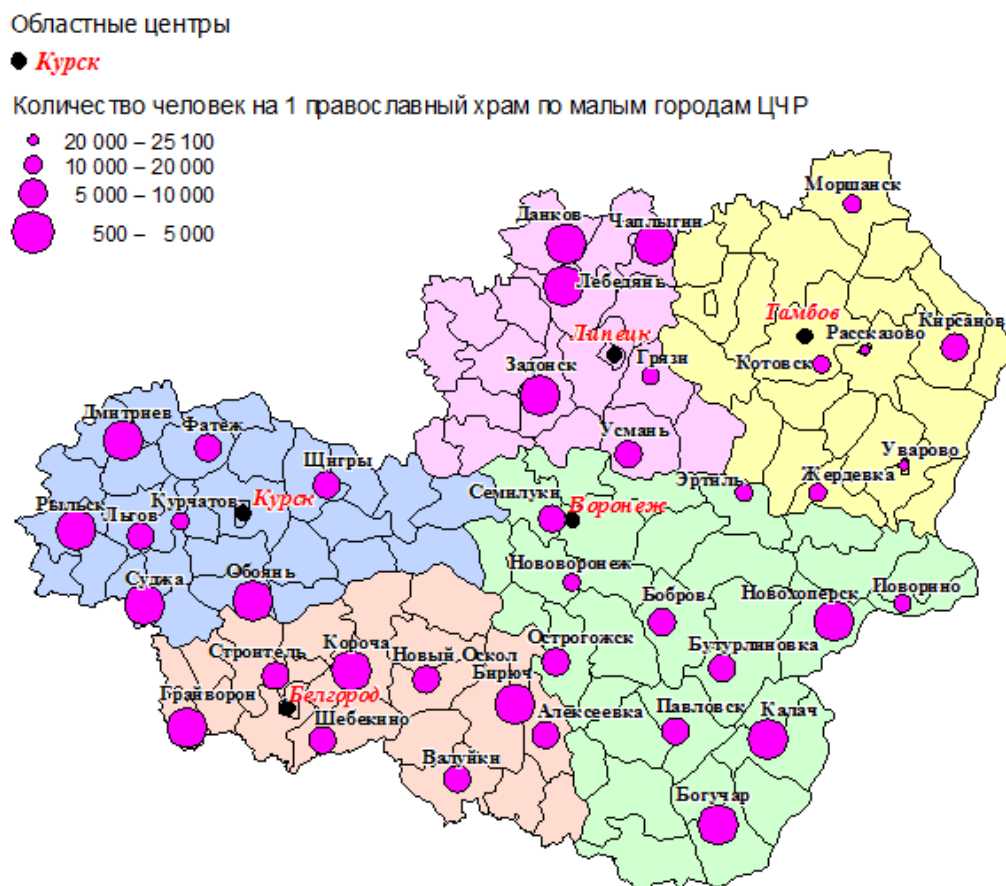 Областные центры
Курск
Количество человек на 1 православный храм по малым городам ЦЧР
20 000 – 25 100
10 000 – 20 000
5 000 – 10 000
500 – 5 000
Моршанск
Данков
Чаплыгин
Лебедянь
Тамбов
Кирсанов
Липецк
Рассказово
Грязи
Котовск
Задонск
Дмитриев
Фатеж
Усмань
Уварово
Щигры
Жердевка
Эртиль
Семилуки
Воронеж
Курчатов
Курск
Рыльск
Льгов
Нововоронеж
Обоянь
Суджа
Бобров
Новохоперск
Поворино
Острогожск
Короча
Строитель
Новый Оскол
Бутурлиновка
Бирюч
Грайворон
Белгород
Шебекино
Алексеевка
Павловск
Калач
Валуйки
Богучар